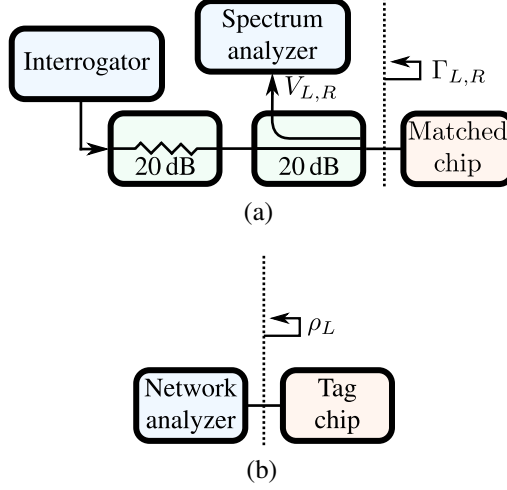 Interrogator
Spectrum
analyzer
V_{L,R}
Γ_{L,R}
20 dB
20 dB
Matched
chip
(a)
ρ_L
Network
analyzer
Tag
chip
(b)